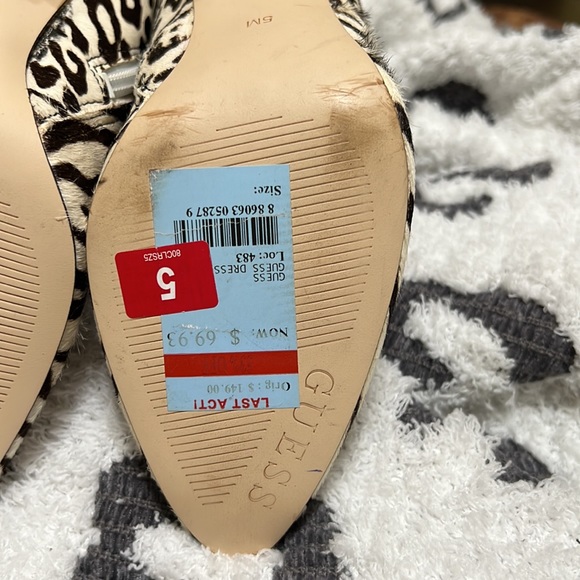 5M
LAST ACT!
Orig: $ 149.00
NOW: $ 69.93
GUESS DRESS
GUESS
Loc: 483
8 86063 05287 9
Size:
5
80CLRSZ5
GUESS